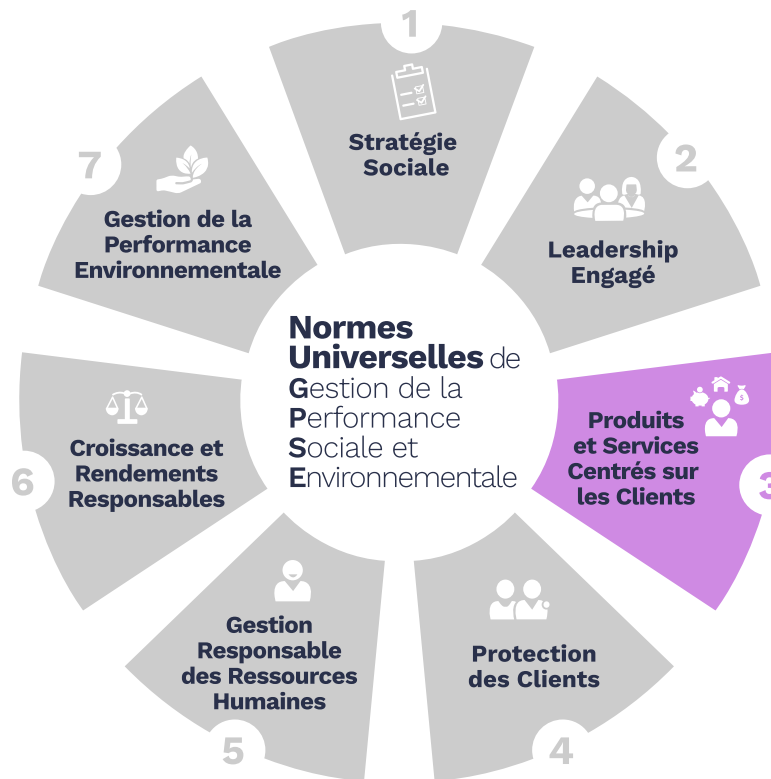 1
Stratégie
Sociale
2
Leadership
Engagé
3
Produits
et Services
Centrés sur
les Clients
4
Protection
des Clients
5
Gestion
Responsable
des Ressources
Humaines
6
Croissance et
Rendements
Responsables
7
Gestion de la
Performance
Environnementale
Normes
Universelles de
Gestion de la
Performance
Sociale et
Environnementale
$